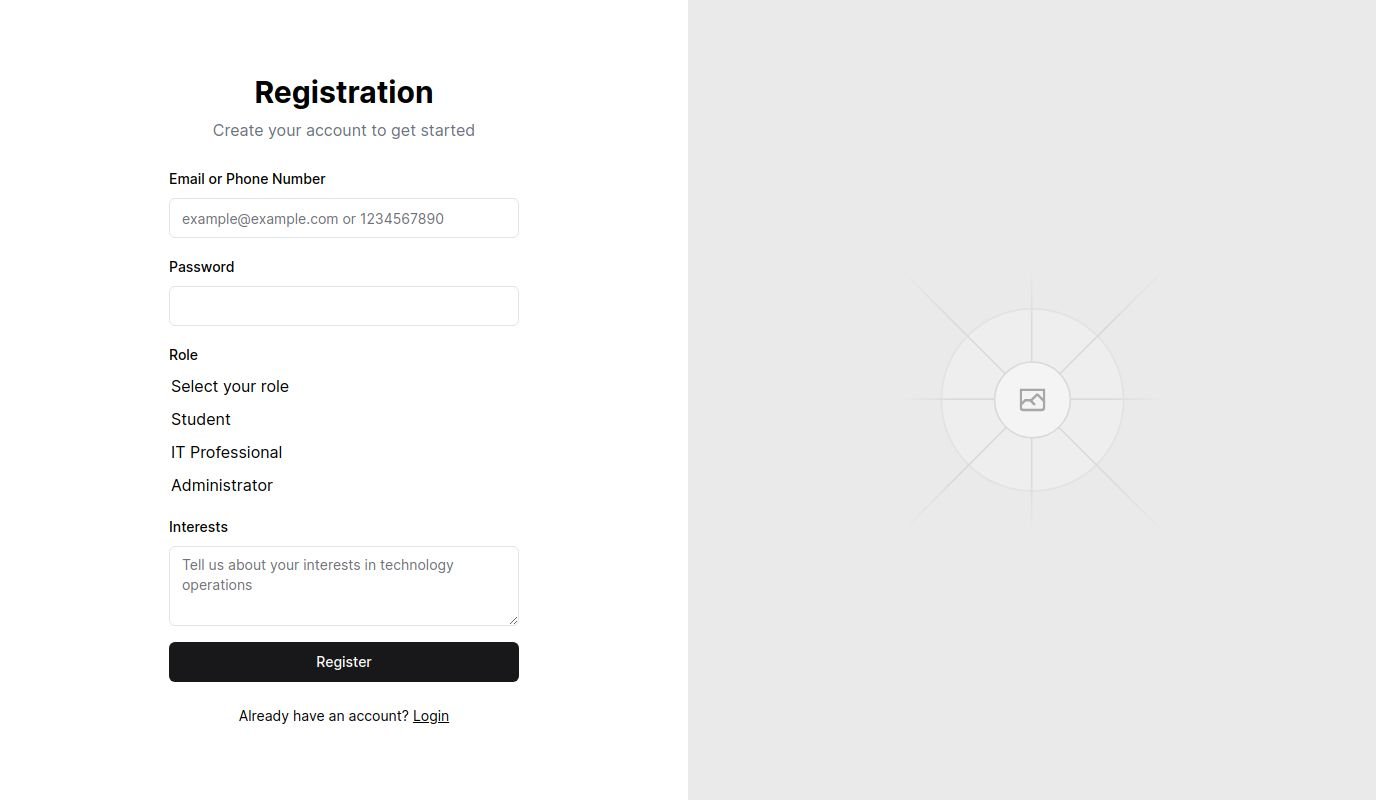 Registration
Create your account to get started
Email or Phone Number
example@example.com or 1234567890
Password
Role
Select your role
Student
IT Professional
Administrator
Interests
Tell us about your interests in technology
operations
Register
Already have an account? Login